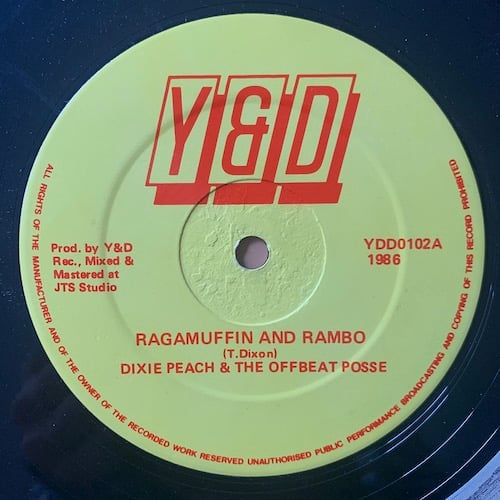 Y&D
Prod. by Y&D
Rec., Mixed &
Mastered at
JTS Studio
YDD0102A
1986
RAGAMUFFIN AND RAMBO
(T.Dixon)
DIXIE PEACH & THE OFFBEAT POSSE
ALL RIGHTS OF THE MANUFACTURER AND OF THE OWNER OF THE RECORDED WORK RESERVED UNAUTHORISED PUBLIC PERFORMANCE BROADCASTING AND COPYING OF THIS RECORD PROHIBITED